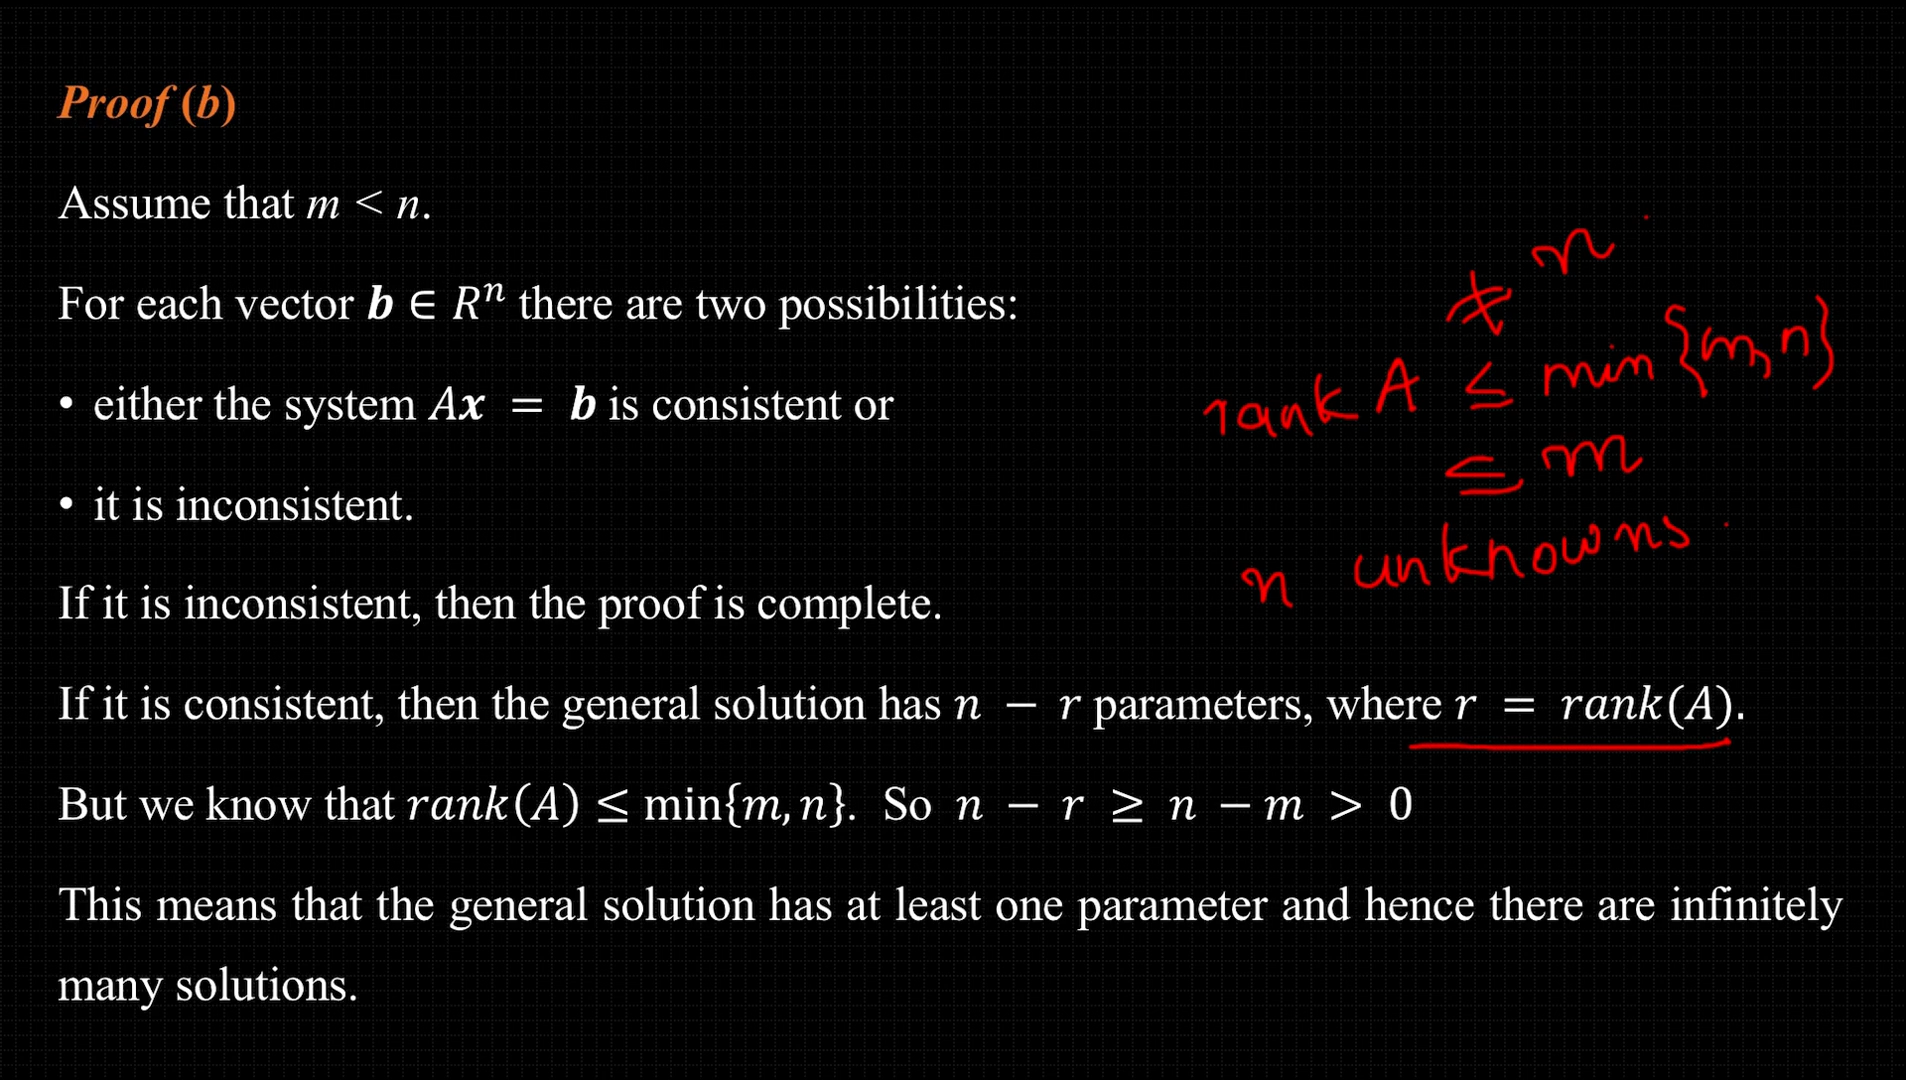 Proof (b)
Assume that m < n.
For each vector b ∈ Rⁿ there are two possibilities:
• either the system Ax = b is consistent or
• it is inconsistent.
If it is inconsistent, then the proof is complete.
If it is consistent, then the general solution has n − r parameters, where r = rank(A).
But we know that rank(A) ≤ min{m, n}. So n − r ≥ n − m > 0
This means that the general solution has at least one parameter and hence there are infinitely
many solutions.
≠ n
rank A ≤ min {m, n}
≤ m
n unknowns